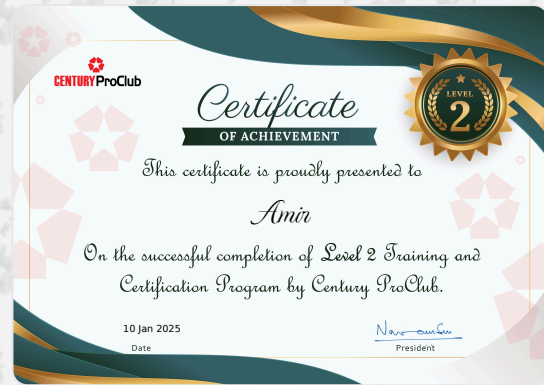 CENTURY ProClub
LEVEL
2
Certificate
OF ACHIEVEMENT
This certificate is proudly presented to
Amir
On the successful completion of Level 2 Training and
Certification Program by Century ProClub.
10 Jan 2025
Date
President